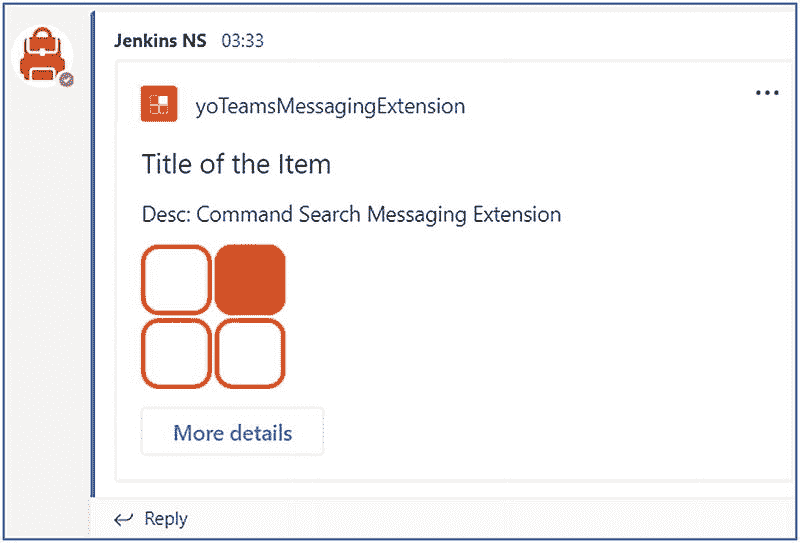 Jenkins NS 03:33
yoTeamsMessagingExtension
Title of the Item
Desc: Command Search Messaging Extension
More details
Reply